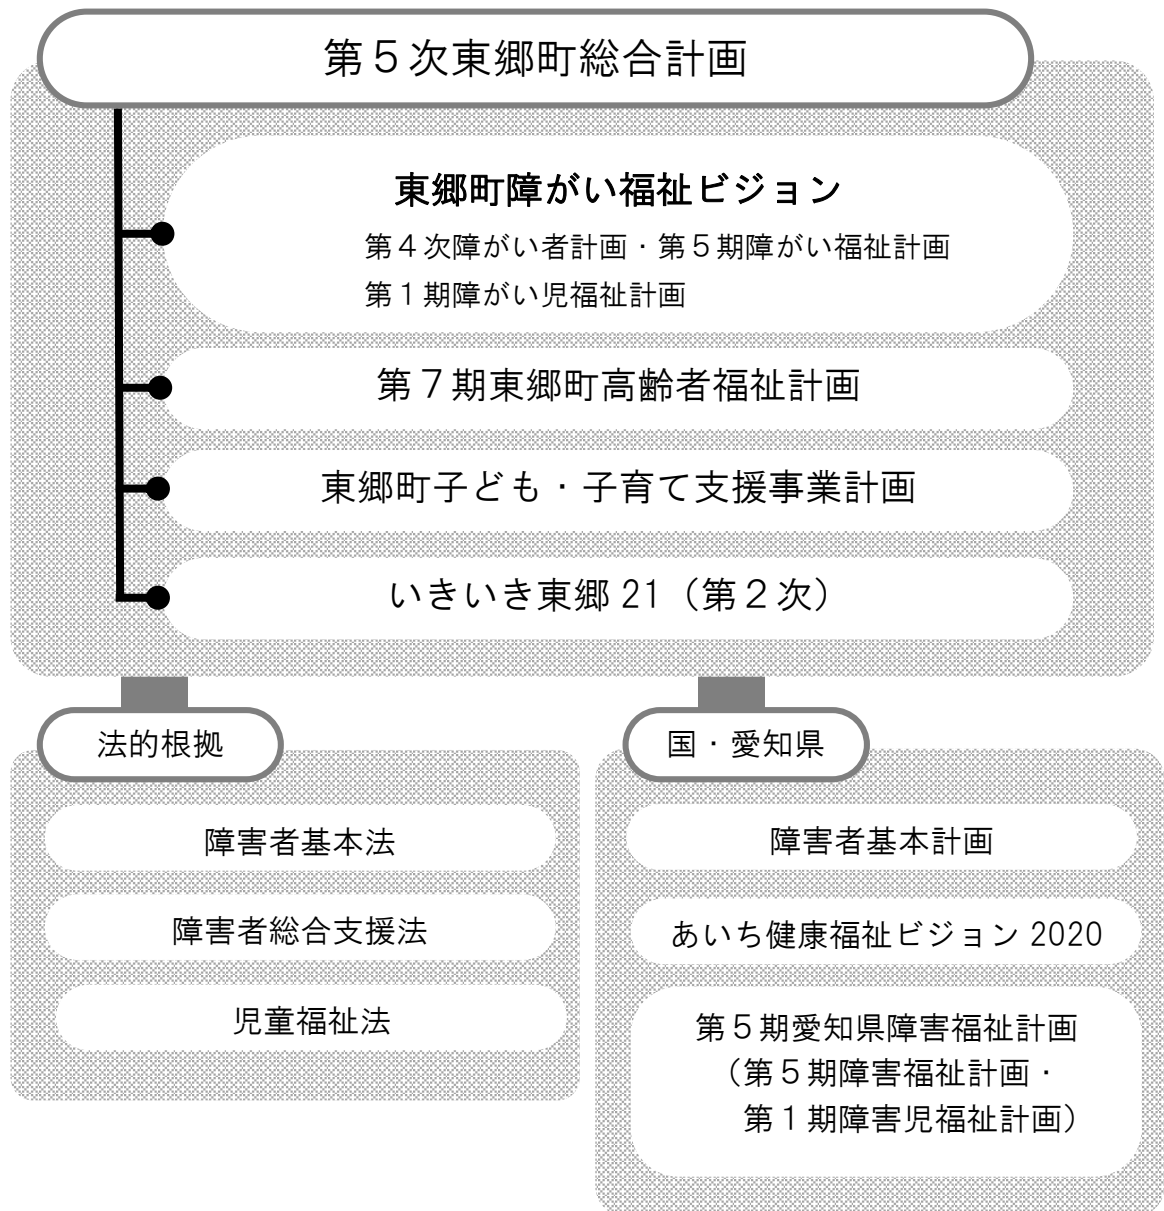 第５次東郷町総合計画
東郷町障がい福祉ビジョン
第４次障がい者計画・第５期障がい福祉計画
第１期障がい児福祉計画
第７期東郷町高齢者福祉計画
東郷町子ども・子育て支援事業計画
いきいき東郷 21（第２次）
法的根拠
障害者基本法
障害者総合支援法
児童福祉法
国・愛知県
障害者基本計画
あいち健康福祉ビジョン 2020
第５期愛知県障害福祉計画
（第５期障害福祉計画・
第１期障害児福祉計画）